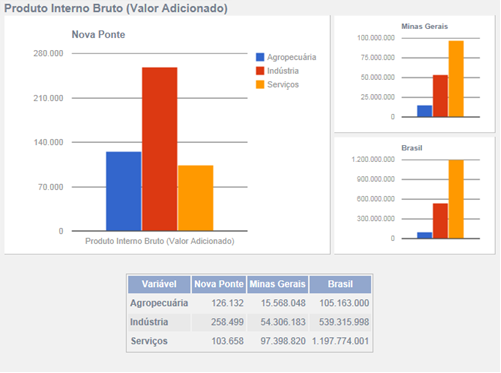 Produto Interno Bruto (Valor Adicionado)
Nova Ponte
280.000
210.000
140.000
70.000
0
Produto Interno Bruto (Valor Adicionado)
Agropecuária
Indústria
Serviços
Minas Gerais
100.000.000
75.000.000
50.000.000
25.000.000
0
Brasil
1.200.000.000
900.000.000
600.000.000
300.000.000
0
Variável Nova Ponte Minas Gerais Brasil
Agropecuária 126.132 15.568.048 105.163.000
Indústria 258.499 54.306.183 539.315.998
Serviços 103.658 97.398.820 1.197.774.001